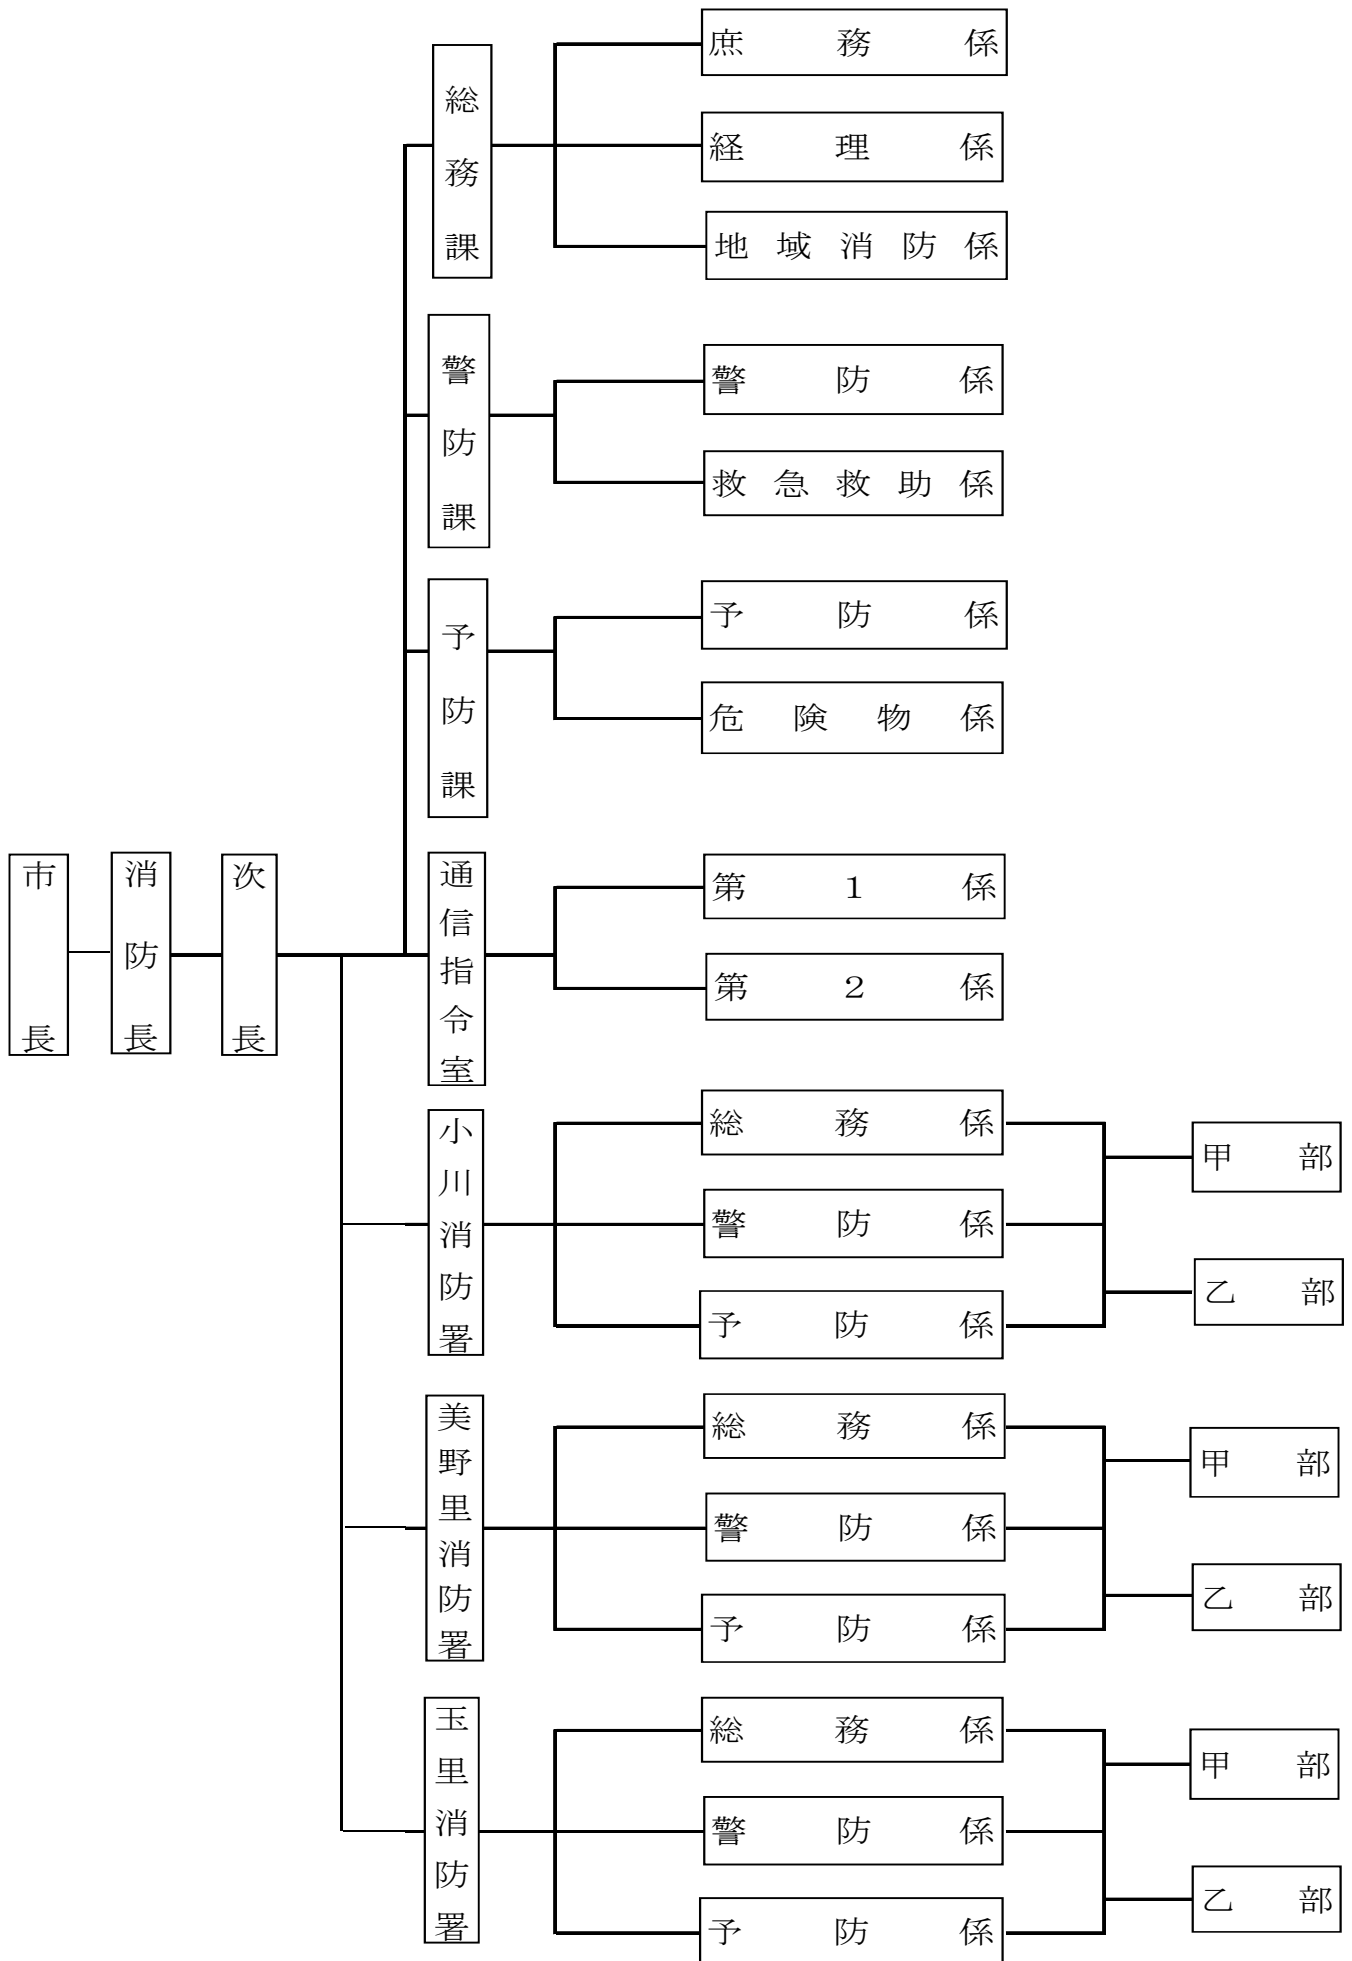 市長
消防長
次長
総務課
庶務係
経理係
地域消防係
警防課
警防係
救急救助係
予防課
予防係
危険物係
通信指令室
第１係
第２係
小川消防署
総務係
警防係
予防係
甲部
乙部
美野里消防署
総務係
警防係
予防係
甲部
乙部
玉里消防署
総務係
警防係
予防係
甲部
乙部